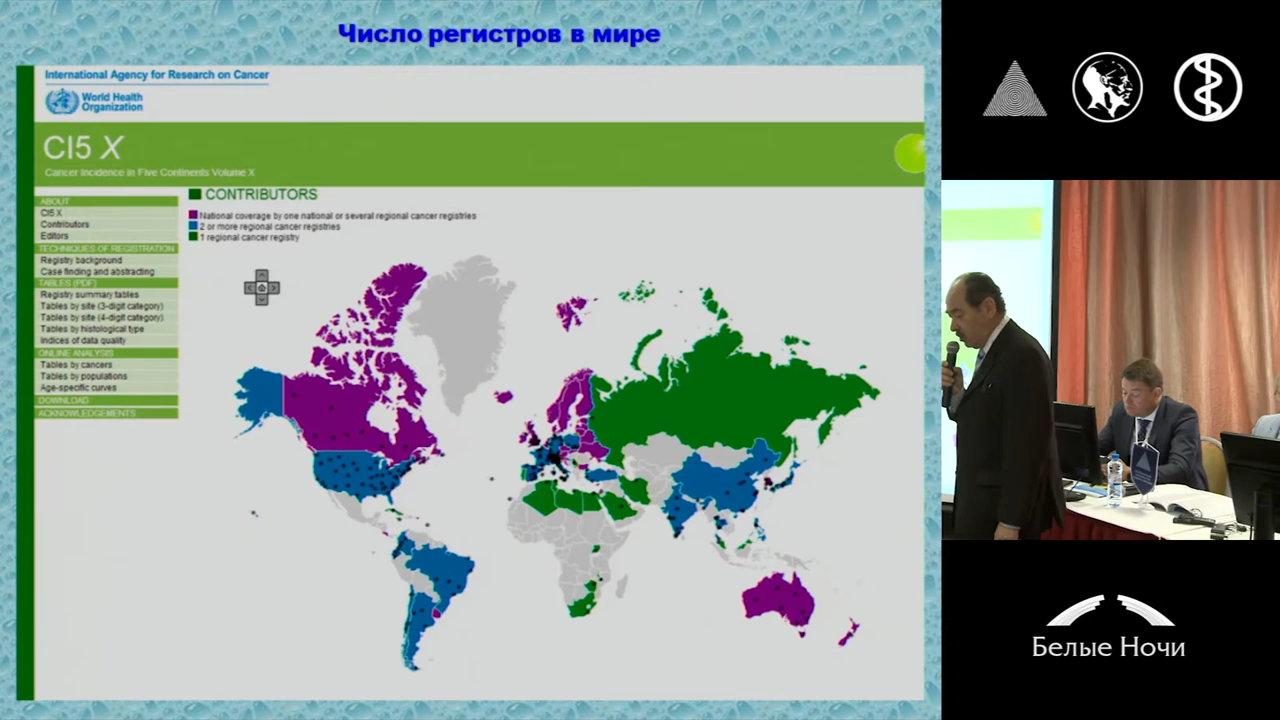 Число регистров в мире
International Agency for Research on Cancer
World Health
Organization
CI5 X
Cancer Incidence in Five Continents Volume X
ABOUT
CI5 X
Contributors
Editors
TECHNIQUES OF REGISTRATION
Registry background
Case finding and abstracting
TABLES (PDF)
Registry summary tables
Tables by site (3-digit category)
Tables by site (4-digit category)
Tables by histological type
Indices of data quality
ONLINE ANALYSIS
Tables by cancers
Tables by populations
Age-specific curves
DOWNLOAD
ACKNOWLEDGEMENTS
CONTRIBUTORS
National coverage by one national or several regional cancer registries
2 or more regional cancer registries
1 regional cancer registry
Белые Ночи